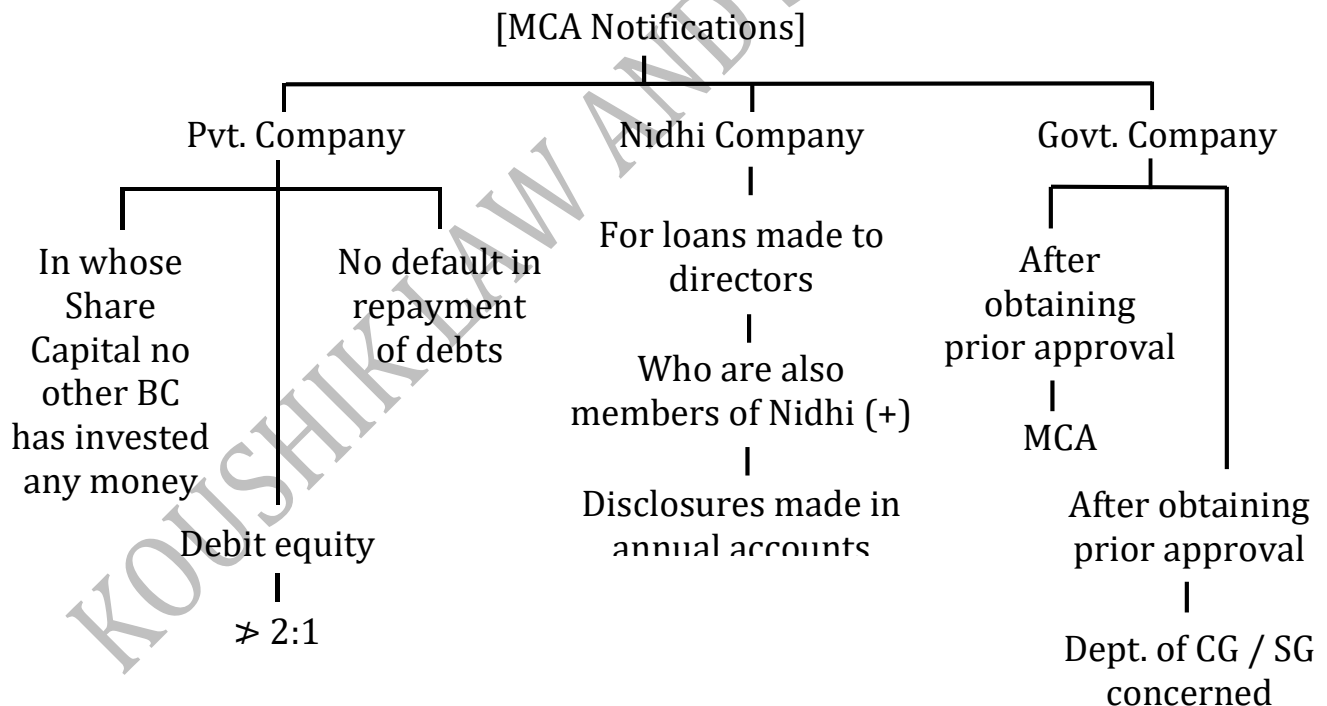 [MCA Notifications]
Pvt. Company
In whose
Share
Capital no
other BC
has invested
any money
Debit equity
≯ 2:1
No default in
repayment
of debts
Nidhi Company
For loans made to
directors
Who are also
members of Nidhi (+)
Disclosures made in
annual accounts
Govt. Company
After
obtaining
prior approval
MCA
After obtaining
prior approval
Dept. of CG / SG
concerned
KOUSHIK LAW AND